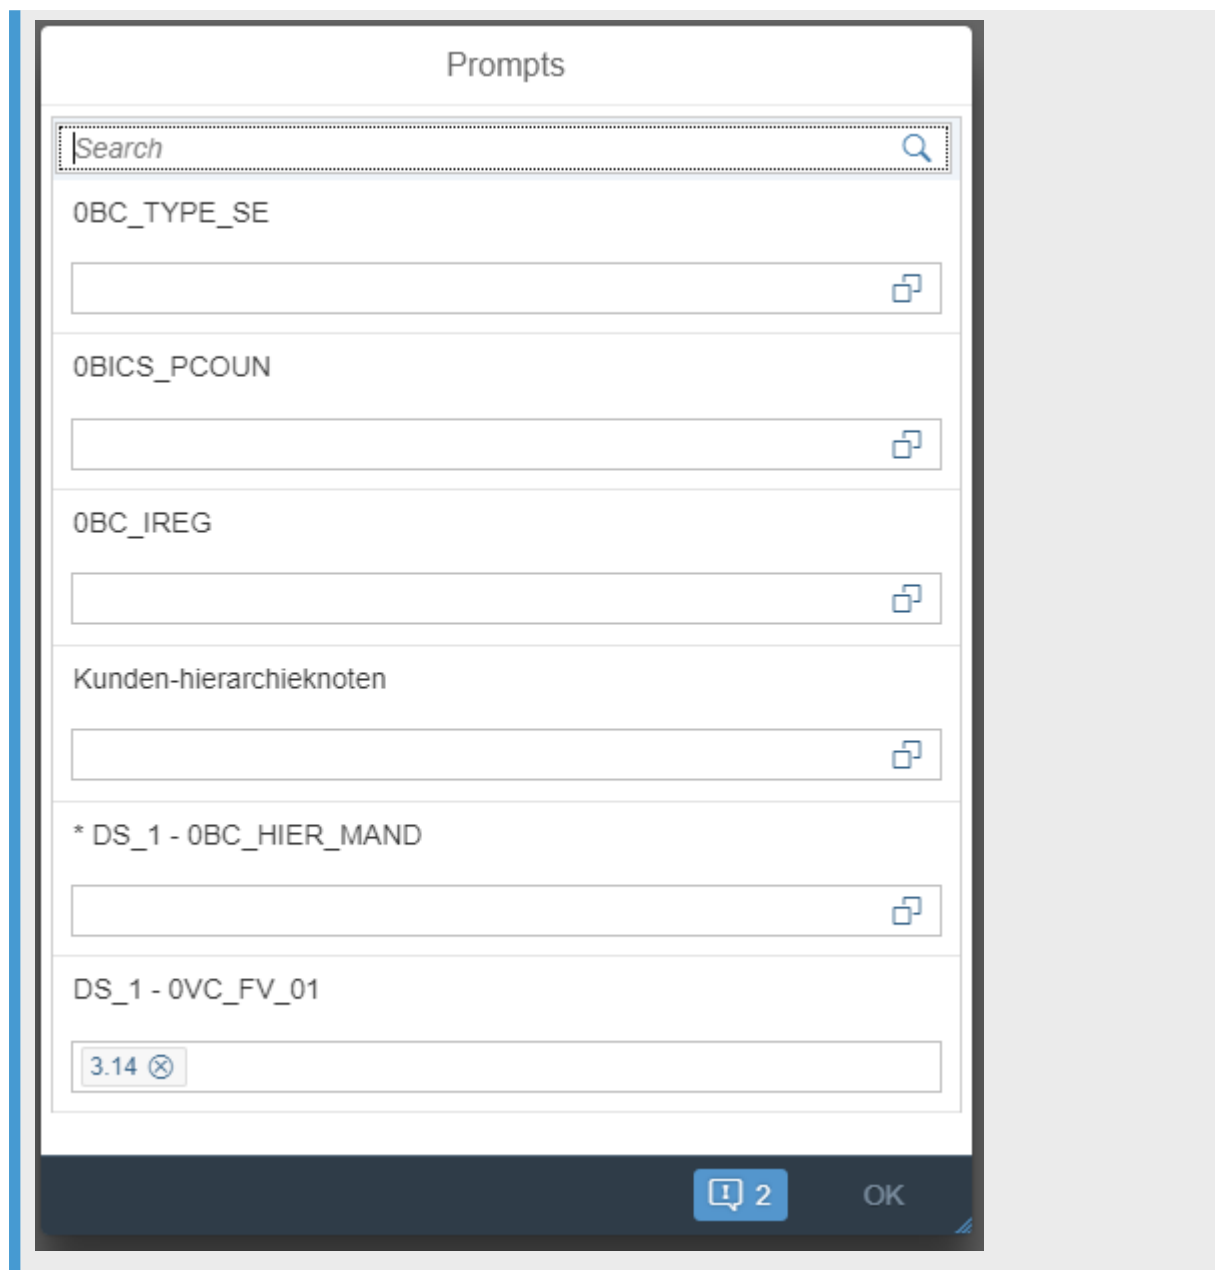 Prompts
Search
0BC_TYPE_SE
0BICS_PCOUN
0BC_IREG
Kunden-hierarchieknoten
* DS_1 - 0BC_HIER_MAND
DS_1 - 0VC_FV_01
3.14
2 OK